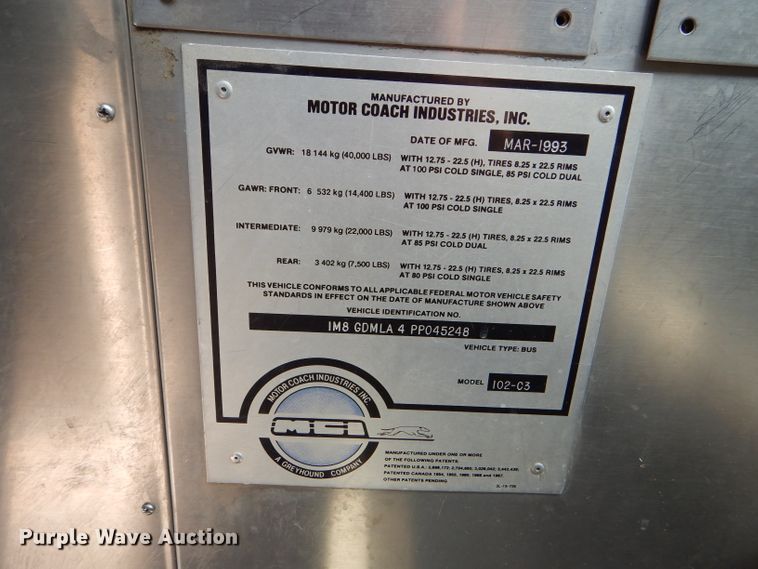 MANUFACTURED BY
MOTOR COACH INDUSTRIES, INC.
DATE OF MFG. MAR-1993
GVWR: 18 144 kg (40,000 LBS) WITH 12.75 - 22.5 (H), TIRES 8.25 x 22.5 RIMS
AT 100 PSI COLD SINGLE, 85 PSI COLD DUAL
GAWR: FRONT: 6 532 kg (14,400 LBS) WITH 12.75 - 22.5 (H) TIRES, 8.25 x 22.5 RIMS
AT 100 PSI COLD SINGLE
INTERMEDIATE: 9 979 kg (22,000 LBS) WITH 12.75 - 22.5 (H) TIRES, 8.25 x 22.5 RIMS
AT 85 PSI COLD DUAL
REAR: 3 402 kg (7,500 LBS) WITH 12.75 - 22.5 (H) TIRES, 8.25 x 22.5 RIMS
AT 80 PSI COLD SINGLE
THIS VEHICLE CONFORMS TO ALL APPLICABLE FEDERAL MOTOR VEHICLE SAFETY
STANDARDS IN EFFECT ON THE DATE OF MANUFACTURE SHOWN ABOVE
VEHICLE IDENTIFICATION NO.
1M8 GDMLA 4 PP045248
VEHICLE TYPE: BUS
MODEL 102-C3
MOTOR COACH INDUSTRIES INC.
MCI
A GREYHOUND COMPANY
MANUFACTURED UNDER ONE OR MORE
OF THE FOLLOWING PATENTS:
PATENTED U.S.A.:
PATENTED CANADA
OTHER PATENTS PENDING
Purple Wave Auction